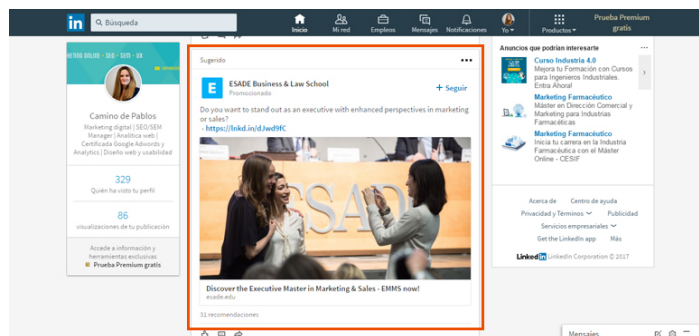 in
Búsqueda
Inicio
Mi red
Empleos
Mensajes
Notificaciones
Yo
Productos
Prueba Premium
gratis
Camino de Pablos
Marketing digital | SEO/SEM
Manager | Analítica web |
Certificada Google Adwords y
Analytics | Diseño web y usabilidad
329
Quién ha visto tu perfil
86
visualizaciones de tu publicación
Accede a información y
herramientas exclusivas
Prueba Premium gratis
Sugerido
E
ESADE Business & Law School
Promocionado
+ Seguir
Do you want to stand out as an executive with enhanced perspectives in marketing
or sales?
- https://lnkd.in/dJwd9fC
ESADE
Discover the Executive Master in Marketing & Sales - EMMS now!
esade.edu
31 recomendaciones
Anuncios que podrían interesarte
Curso Industria 4.0
Mejora tu Formación con Cursos
para Ingenieros Industriales.
Entra Ahora!
Marketing Farmacéutico
Máster en Dirección Comercial y
Marketing para Industrias
Farmacéuticas
Marketing Farmacéutico
Inicia tu carrera en la Industria
Farmacéutica con el Máster
Online - CESIF
Acerca de Centro de ayuda
Privacidad y Términos Publicidad
Servicios empresariales
Get the LinkedIn app Más
Linked in LinkedIn Corporation © 2017
Mensajes